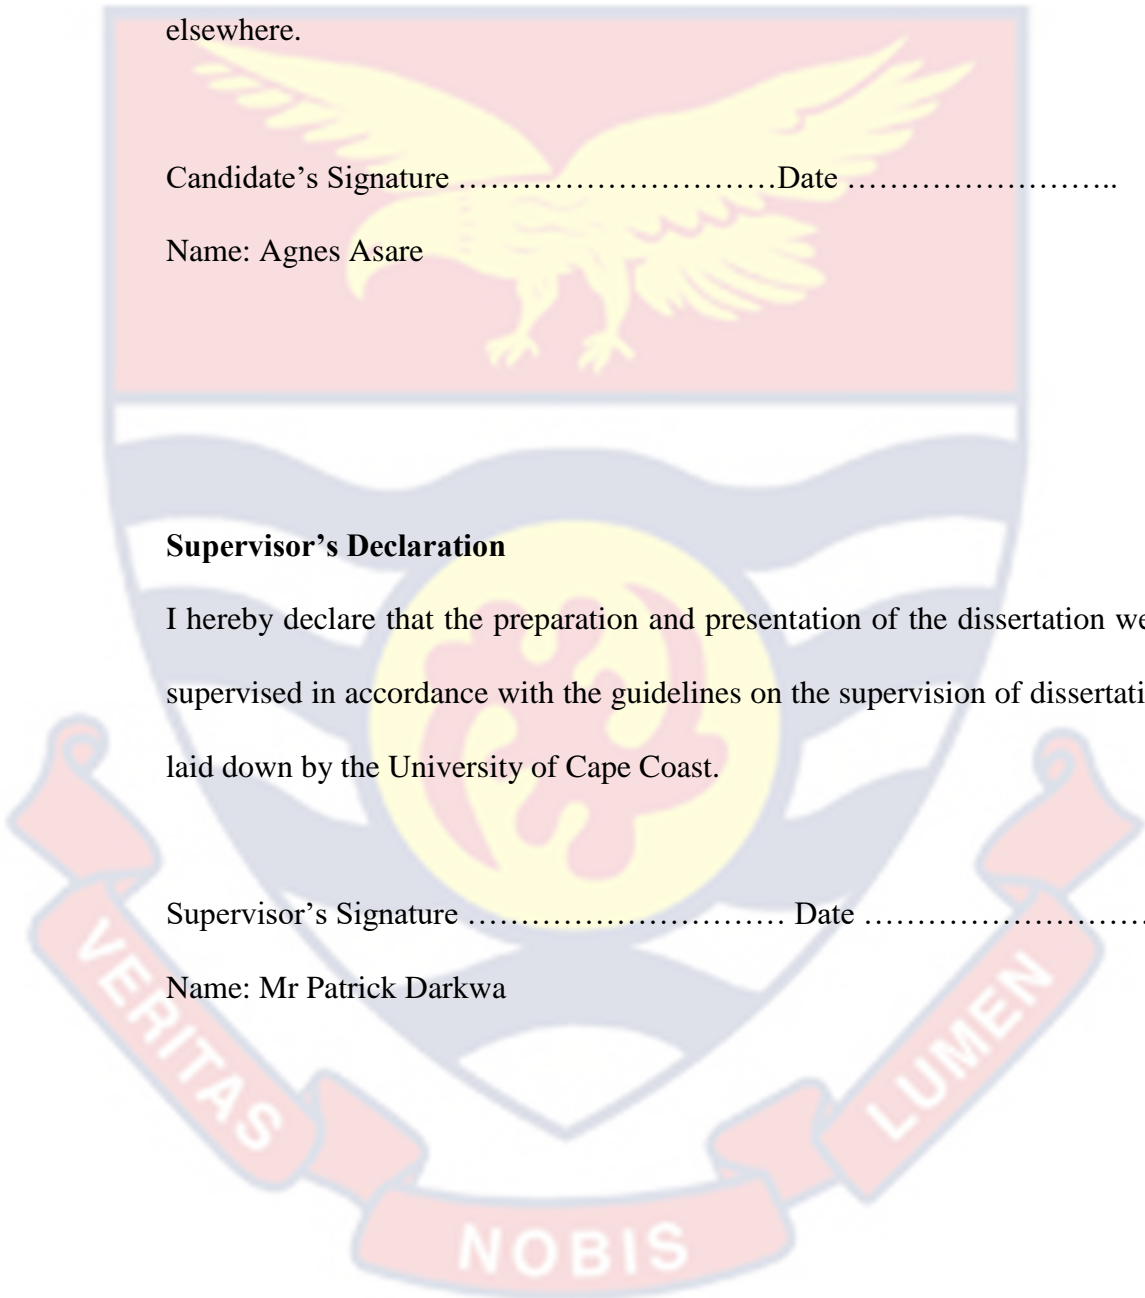 elsewhere.
Candidate’s Signature …………………………Date ……………………..
Name: Agnes Asare
Supervisor’s Declaration
I hereby declare that the preparation and presentation of the dissertation we
supervised in accordance with the guidelines on the supervision of dissertati
laid down by the University of Cape Coast.
Supervisor’s Signature ………………………… Date ………………………
Name: Mr Patrick Darkwa
VERITAS
NOBIS
LUMEN